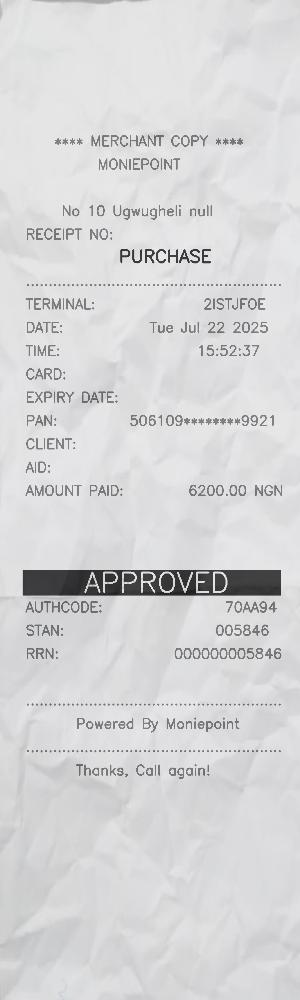 **** MERCHANT COPY ****
MONIEPOINT
No 10 Ugwugheli null
RECEIPT NO:
PURCHASE
TERMINAL: 2ISTJFOE
DATE: Tue Jul 22 2025
TIME: 15:52:37
CARD:
EXPIRY DATE:
PAN: 506109********9921
CLIENT:
AID:
AMOUNT PAID: 6200.00 NGN
APPROVED
AUTHCODE: 70AA94
STAN: 005846
RRN: 000000005846
Powered By Moniepoint
Thanks, Call again!